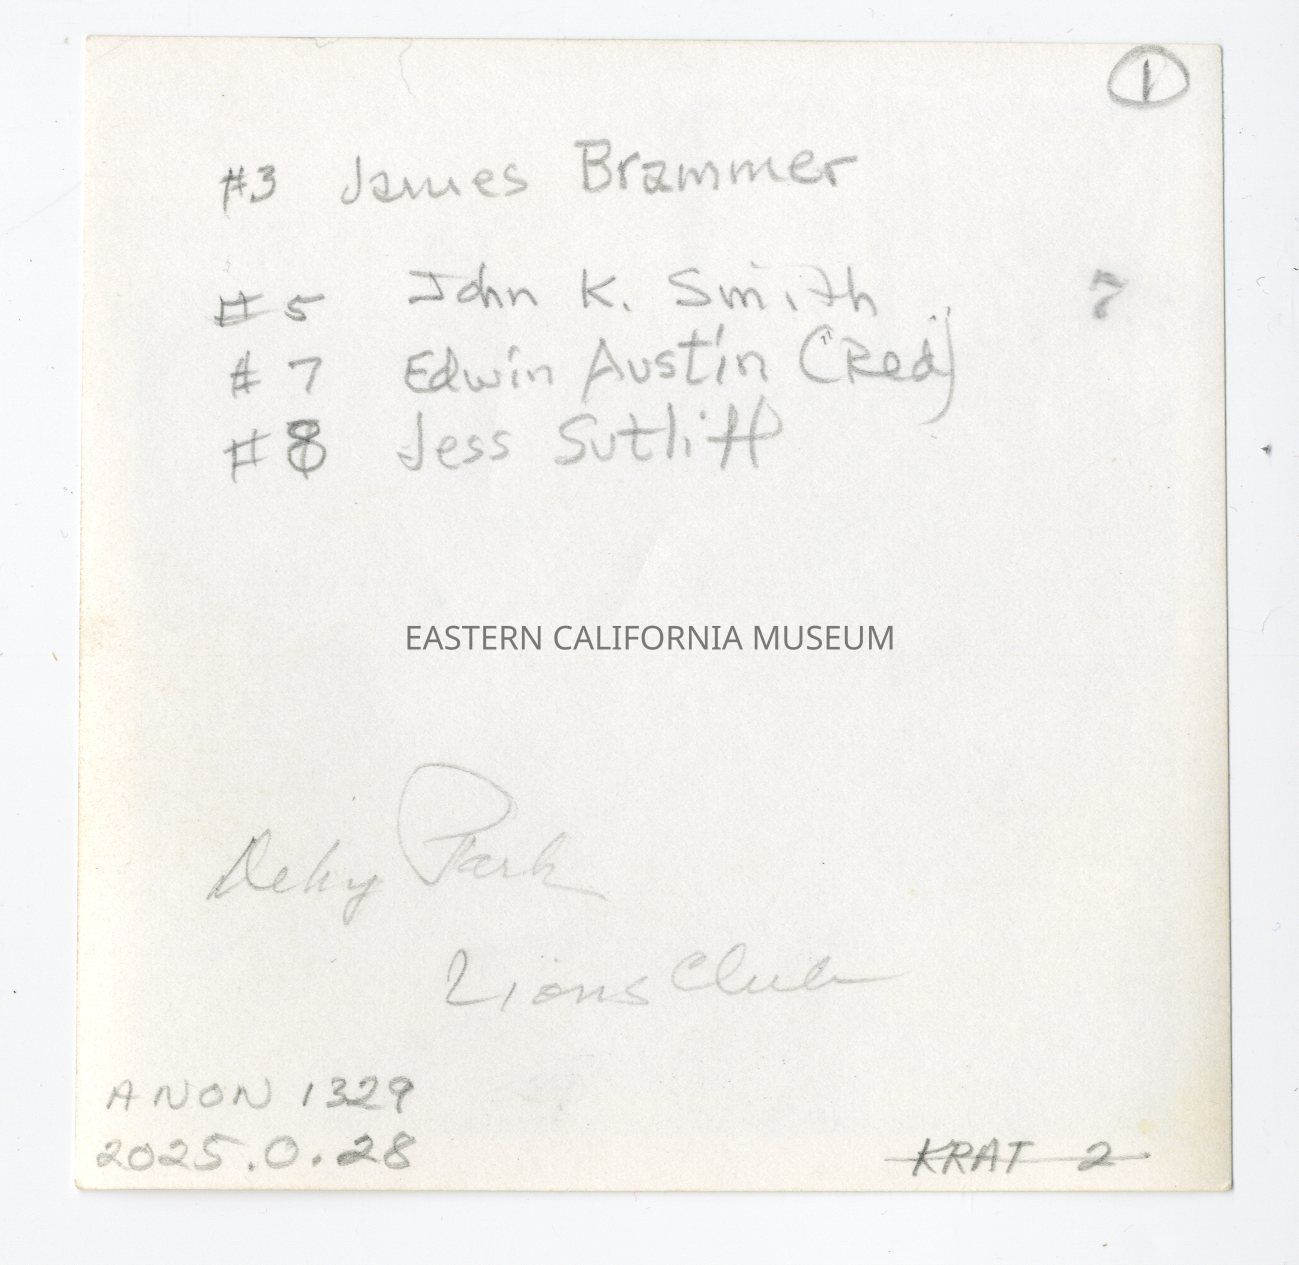 1
#3 James Brammer
#5 John K. Smith 7
#7 Edwin Austin ("Red")
#8 Jess Sutliff
EASTERN CALIFORNIA MUSEUM
Dehy Park
Lions Club
ANON 1329
2025.0.28
KRAT 2